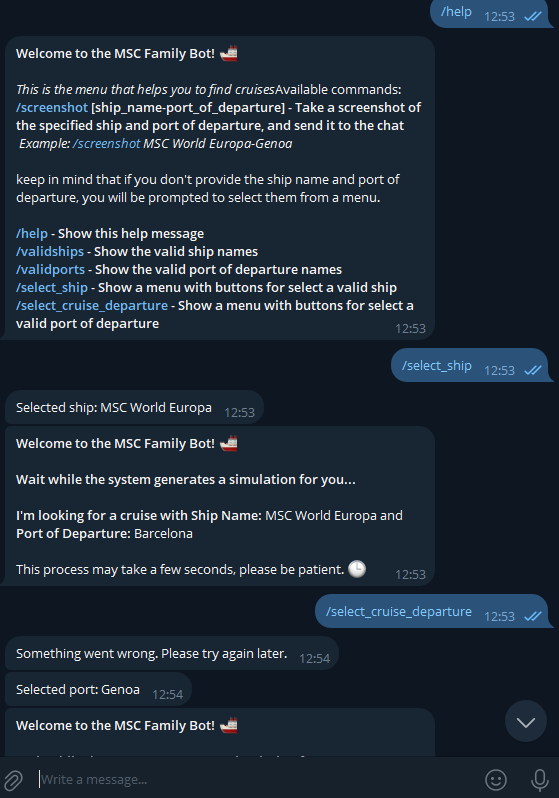 /help 12:53
Welcome to the MSC Family Bot! 🚢
This is the menu that helps you to find cruisesAvailable commands:
/screenshot [ship_name-port_of_departure] - Take a screenshot
of the specified ship and port of departure, and send it to the chat
Example: /screenshot MSC World Europa-Genoa
keep in mind that if you don't provide the ship name and port of
departure, you will be prompted to select them from a menu.
/help - Show this help message
/validships - Show the valid ship names
/validports - Show the valid port of departure names
/select_ship - Show a menu with buttons for select a valid ship
/select_cruise_departure - Show a menu with buttons for select a
valid port of departure
12:53
/select_ship 12:53
Selected ship: MSC World Europa 12:53
Welcome to the MSC Family Bot! 🚢
Wait while the system generates a simulation for you...
I'm looking for a cruise with Ship Name: MSC World Europa and
Port of Departure: Barcelona
This process may take a few seconds, please be patient. 🕒 12:53
/select_cruise_departure 12:53
Something went wrong. Please try again later. 12:54
Selected port: Genoa 12:54
Welcome to the MSC Family Bot! 🚢
Write a message...